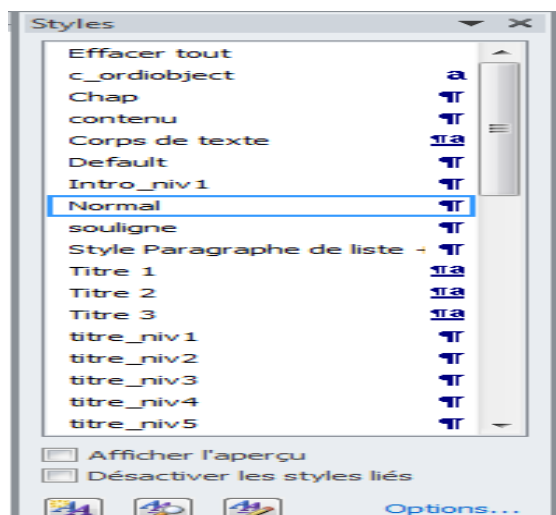 Styles
Effacer tout
c_ordiobject a
Chap ¶
contenu ¶
Corps de texte ¶a
Default ¶
Intro_niv1 ¶
Normal ¶
souligne ¶
Style Paragraphe de liste ¶
Titre 1 ¶a
Titre 2 ¶a
Titre 3 ¶a
titre_niv1 ¶
titre_niv2 ¶
titre_niv3 ¶
titre_niv4 ¶
titre_niv5 ¶
Afficher l'aperçu
Désactiver les styles liés
Options...